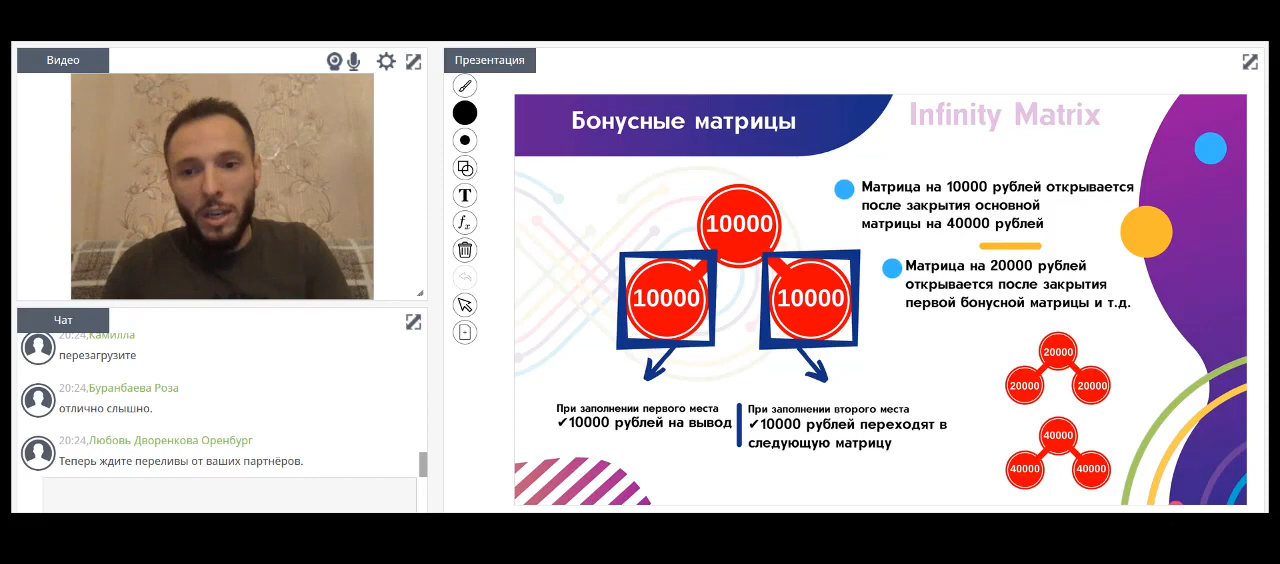 Видео
Чат
20:24,Камилла
перезагрузите
20:24,Буранбаева Роза
отлично слышно.
20:24,Любовь Дворенкова Оренбург
Теперь ждите переливы от ваших партнёров.
Презентация
T
fx
Бонусные матрицы
Infinity Matrix
10000
10000
10000
Матрица на 10000 рублей открывается
после закрытия основной
матрицы на 40000 рублей
Матрица на 20000 рублей
открывается после закрытия
первой бонусной матрицы и т.д.
20000
20000
20000
40000
40000
40000
При заполнении первого места
✓10000 рублей на вывод
При заполнении второго места
✓10000 рублей переходят в
следующую матрицу